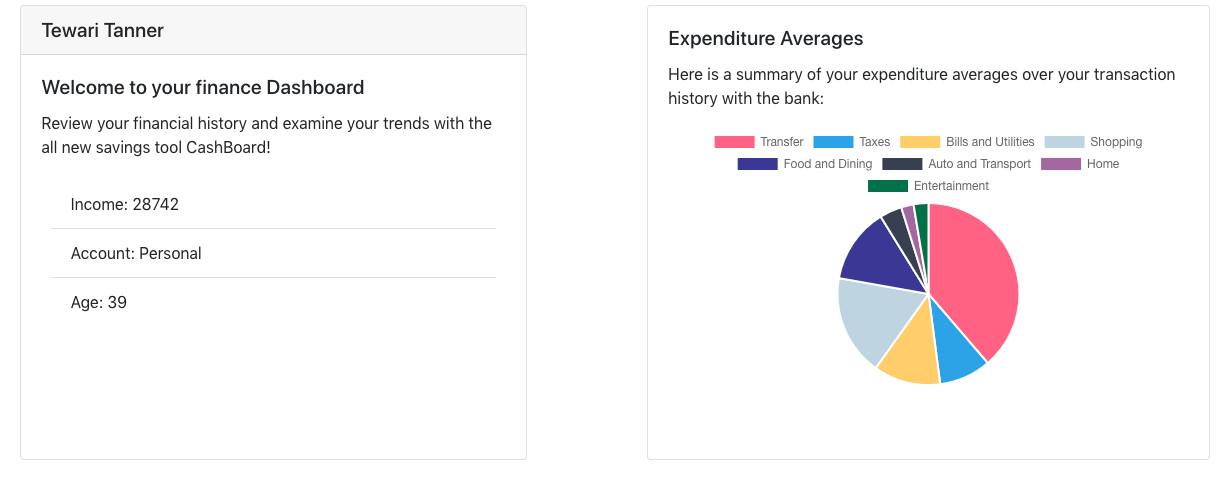 Tewari Tanner
Welcome to your finance Dashboard
Review your financial history and examine your trends with the
all new savings tool CashBoard!
Income: 28742
Account: Personal
Age: 39
Expenditure Averages
Here is a summary of your expenditure averages over your transaction
history with the bank:
Transfer Taxes Bills and Utilities Shopping
Food and Dining Auto and Transport Home
Entertainment